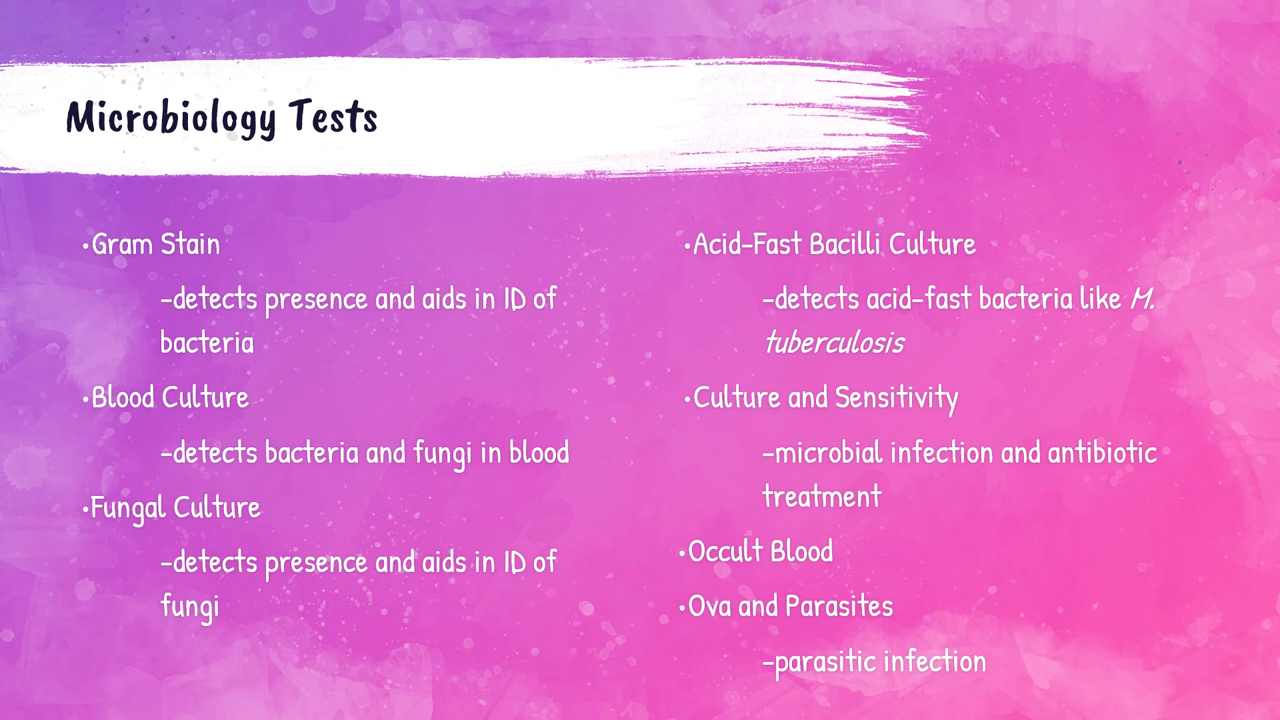 Microbiology Tests
•Gram Stain
-detects presence and aids in ID of
bacteria
•Blood Culture
-detects bacteria and fungi in blood
•Fungal Culture
-detects presence and aids in ID of
fungi
•Acid-Fast Bacilli Culture
-detects acid-fast bacteria like M.
tuberculosis
•Culture and Sensitivity
-microbial infection and antibiotic
treatment
•Occult Blood
•Ova and Parasites
-parasitic infection